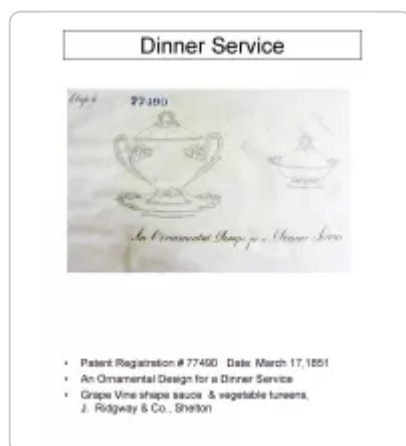 Dinner Service
77490
An Ornamental Design for a Dinner Service
• Patent Registration # 77490 Date: March 17,1851
• An Ornamental Design for a Dinner Service
• Grape Vine shape sauce & vegetable tureens,
J. Ridgway & Co., Shelton